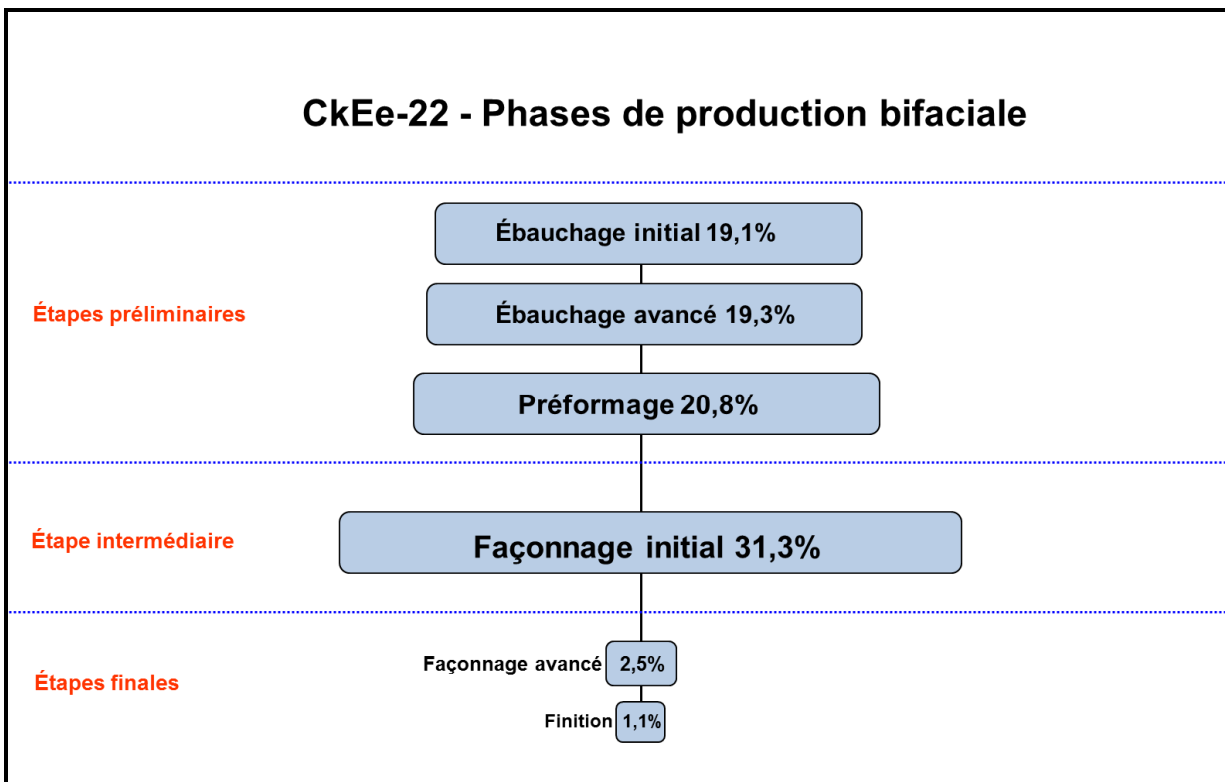 CkEe-22 - Phases de production bifaciale
Ébauchage initial 19,1%
Étapes préliminaires
Ébauchage avancé 19,3%
Préformage 20,8%
Étape intermédiaire
Façonnage initial 31,3%
Étapes finales
Façonnage avancé 2,5%
Finition 1,1%